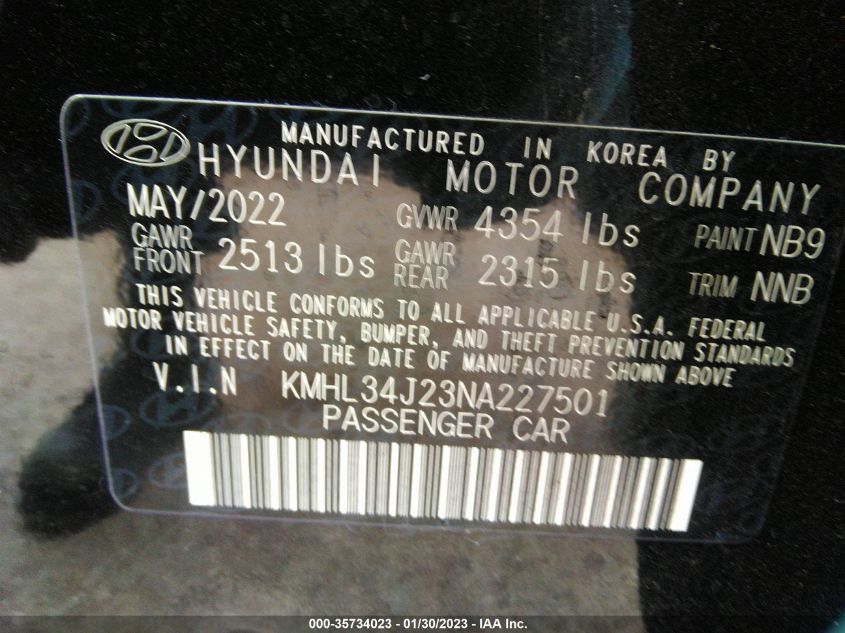 MANUFACTURED IN KOREA BY
HYUNDAI MOTOR COMPANY
MAY/2022 GVWR 4354 lbs PAINT NB9
GAWR FRONT 2513 lbs GAWR REAR 2315 lbs TRIM NNB
THIS VEHICLE CONFORMS TO ALL APPLICABLE U.S.A. FEDERAL
MOTOR VEHICLE SAFETY, BUMPER, AND THEFT PREVENTION STANDARDS
IN EFFECT ON THE DATE OF MANUFACTURE SHOWN ABOVE
V.I.N KMHL34J23NA227501
PASSENGER CAR
000-35734023 — 01/30/2023 - IAA Inc.